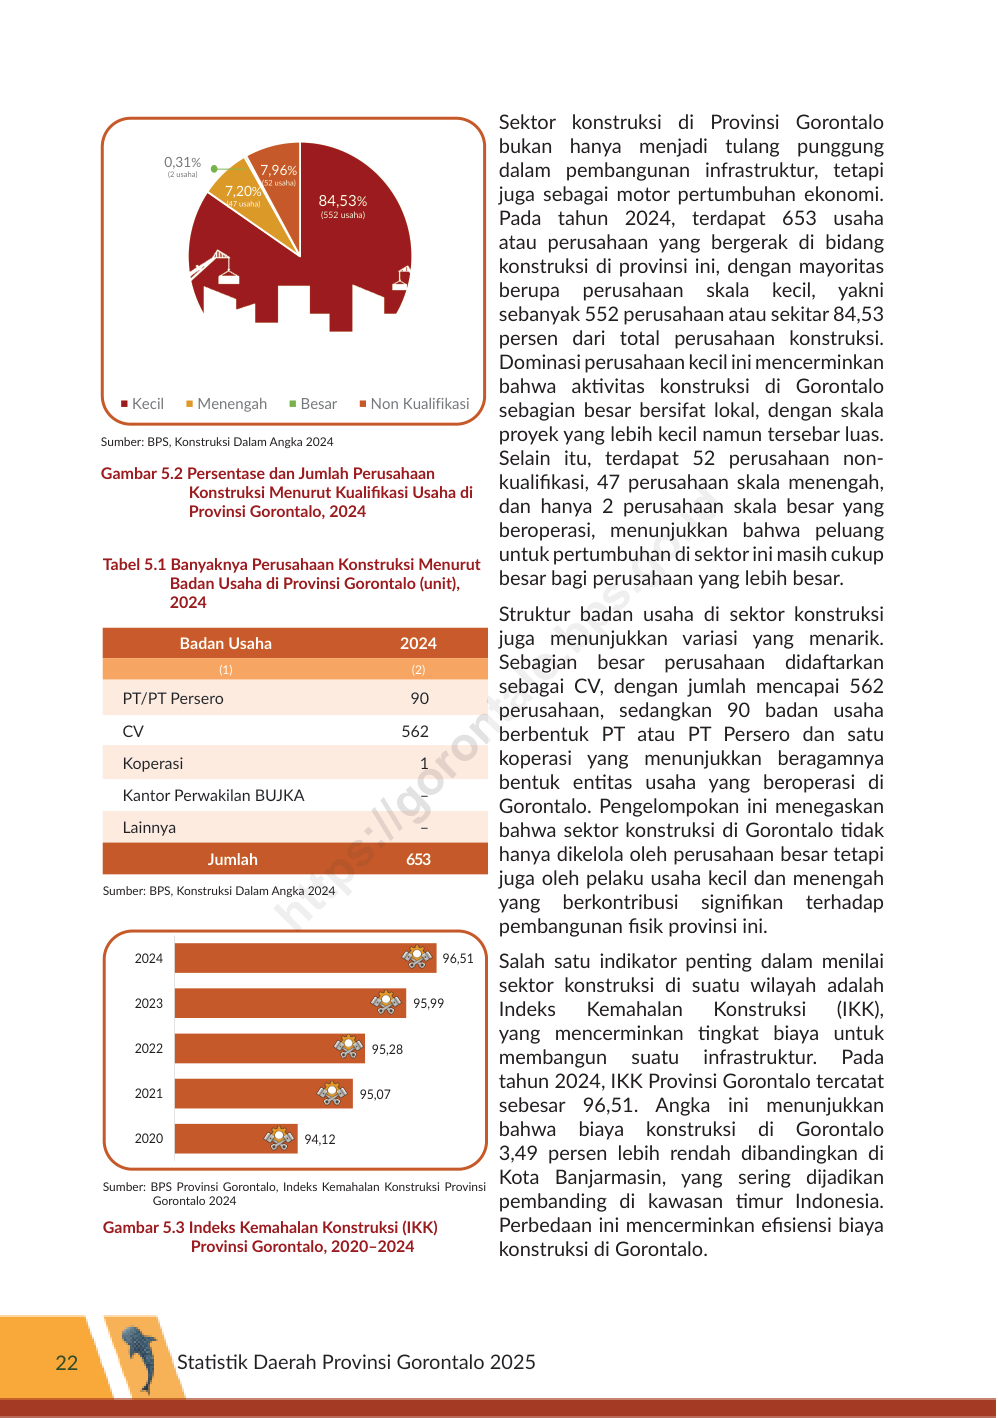 0,31%
(2 usaha)
7,20%
(47 usaha)
7,96%
(52 usaha)
84,53%
(552 usaha)
Kecil Menengah Besar Non Kualifikasi
Sumber: BPS, Konstruksi Dalam Angka 2024
Gambar 5.2 Persentase dan Jumlah Perusahaan
Konstruksi Menurut Kualifikasi Usaha di
Provinsi Gorontalo, 2024
Tabel 5.1 Banyaknya Perusahaan Konstruksi Menurut
Badan Usaha di Provinsi Gorontalo (unit),
2024
Badan Usaha 2024
(1) (2)
PT/PT Persero 90
CV 562
Koperasi 1
Kantor Perwakilan BUJKA –
Lainnya –
Jumlah 653
Sumber: BPS, Konstruksi Dalam Angka 2024
2024 96,51
2023 95,99
2022 95,28
2021 95,07
2020 94,12
Sumber: BPS Provinsi Gorontalo, Indeks Kemahalan Konstruksi Provinsi
Gorontalo 2024
Gambar 5.3 Indeks Kemahalan Konstruksi (IKK)
Provinsi Gorontalo, 2020–2024
Sektor konstruksi di Provinsi Gorontalo
bukan hanya menjadi tulang punggung
dalam pembangunan infrastruktur, tetapi
juga sebagai motor pertumbuhan ekonomi.
Pada tahun 2024, terdapat 653 usaha
atau perusahaan yang bergerak di bidang
konstruksi di provinsi ini, dengan mayoritas
berupa perusahaan skala kecil, yakni
sebanyak 552 perusahaan atau sekitar 84,53
persen dari total perusahaan konstruksi.
Dominasi perusahaan kecil ini mencerminkan
bahwa aktivitas konstruksi di Gorontalo
sebagian besar bersifat lokal, dengan skala
proyek yang lebih kecil namun tersebar luas.
Selain itu, terdapat 52 perusahaan non-
kualifikasi, 47 perusahaan skala menengah,
dan hanya 2 perusahaan skala besar yang
beroperasi, menunjukkan bahwa peluang
untuk pertumbuhan di sektor ini masih cukup
besar bagi perusahaan yang lebih besar.
Struktur badan usaha di sektor konstruksi
juga menunjukkan variasi yang menarik.
Sebagian besar perusahaan didaftarkan
sebagai CV, dengan jumlah mencapai 562
perusahaan, sedangkan 90 badan usaha
berbentuk PT atau PT Persero dan satu
koperasi yang menunjukkan beragamnya
bentuk entitas usaha yang beroperasi di
Gorontalo. Pengelompokan ini menegaskan
bahwa sektor konstruksi di Gorontalo tidak
hanya dikelola oleh perusahaan besar tetapi
juga oleh pelaku usaha kecil dan menengah
yang berkontribusi signifikan terhadap
pembangunan fisik provinsi ini.
Salah satu indikator penting dalam menilai
sektor konstruksi di suatu wilayah adalah
Indeks Kemahalan Konstruksi (IKK),
yang mencerminkan tingkat biaya untuk
membangun suatu infrastruktur. Pada
tahun 2024, IKK Provinsi Gorontalo tercatat
sebesar 96,51. Angka ini menunjukkan
bahwa biaya konstruksi di Gorontalo
3,49 persen lebih rendah dibandingkan di
Kota Banjarmasin, yang sering dijadikan
pembanding di kawasan timur Indonesia.
Perbedaan ini mencerminkan efisiensi biaya
konstruksi di Gorontalo.
https://gorontalo.bps.go.id
22 Statistik Daerah Provinsi Gorontalo 2025